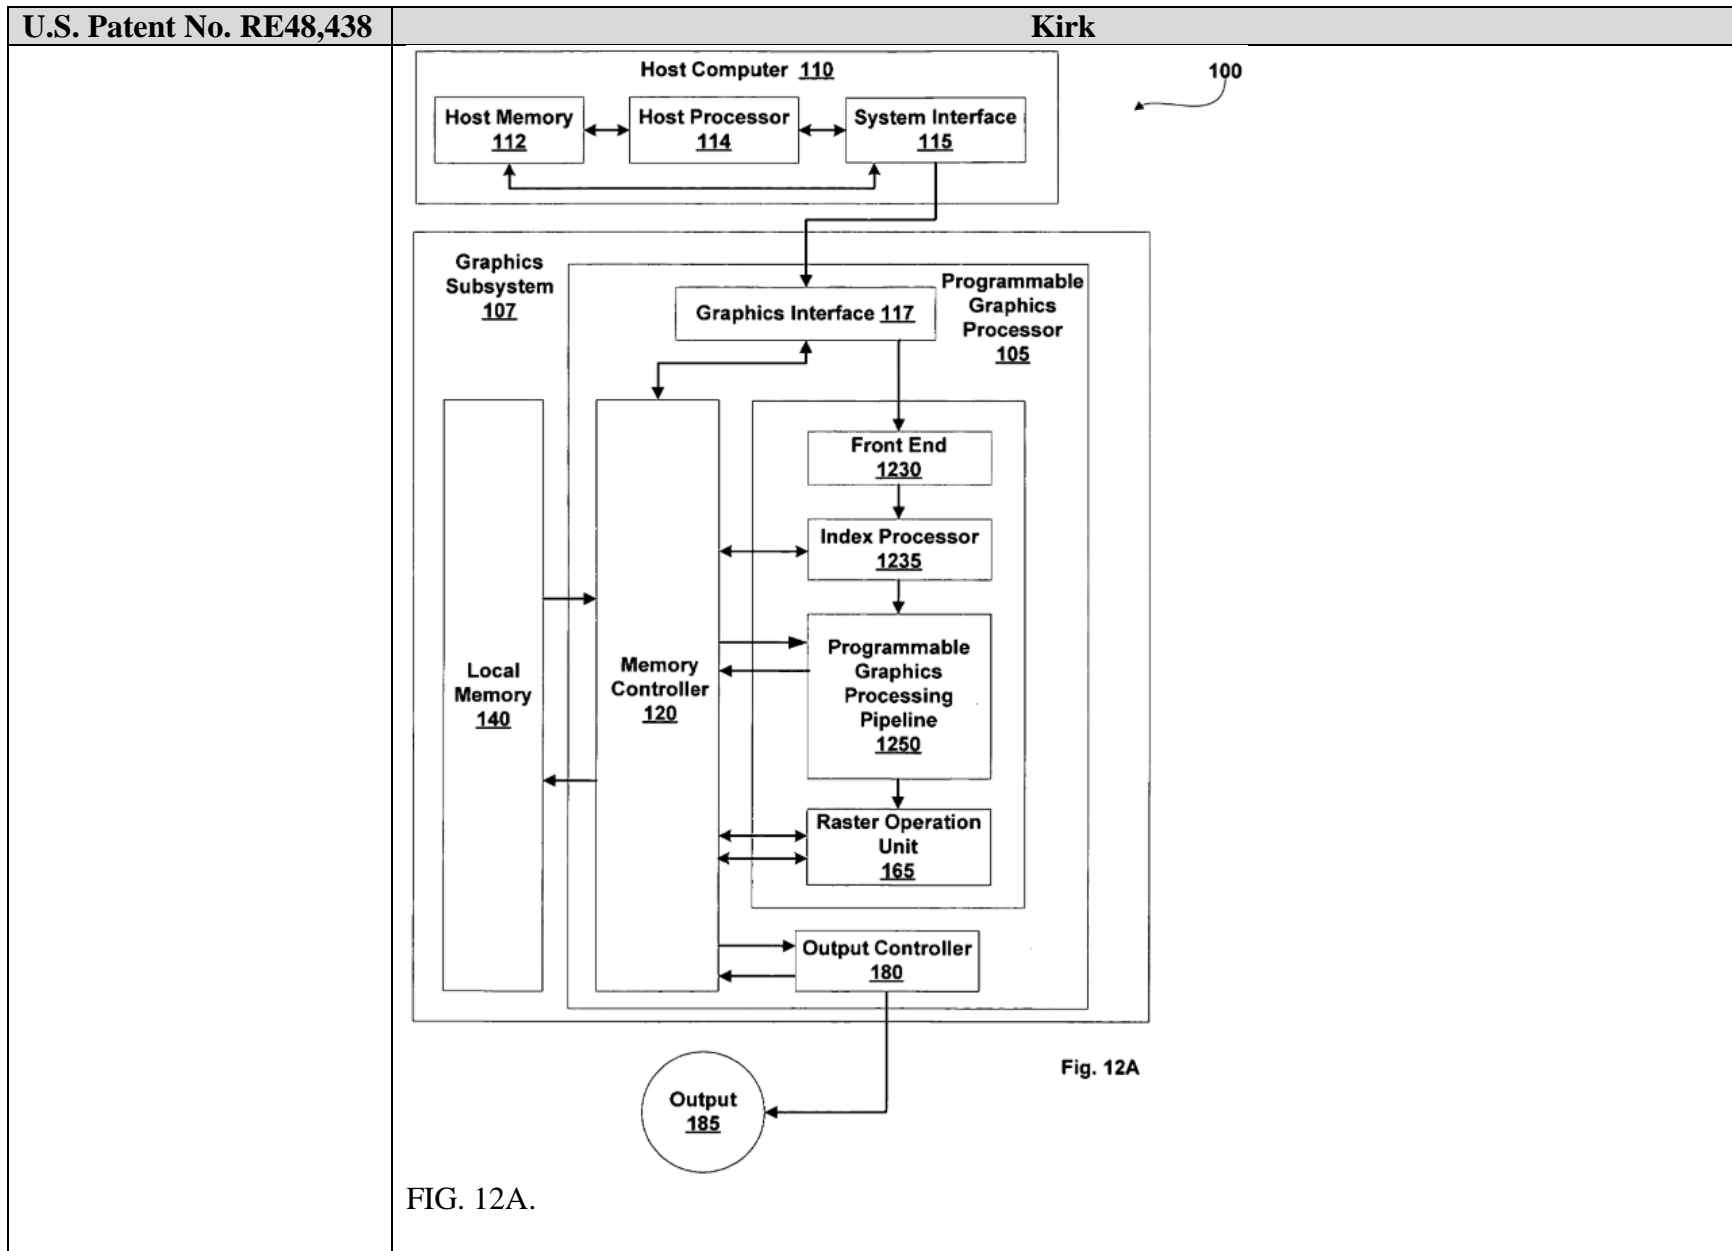 U.S. Patent No. RE48,438
Kirk
Host Computer 110
100
Host Memory
112
Host Processor
114
System Interface
115
Graphics
Subsystem
107
Programmable
Graphics
Processor
105
Graphics Interface 117
Front End
1230
Index Processor
1235
Local
Memory
140
Memory
Controller
120
Programmable
Graphics
Processing
Pipeline
1250
Raster Operation
Unit
165
Output Controller
180
Fig. 12A
Output
185
FIG. 12A.